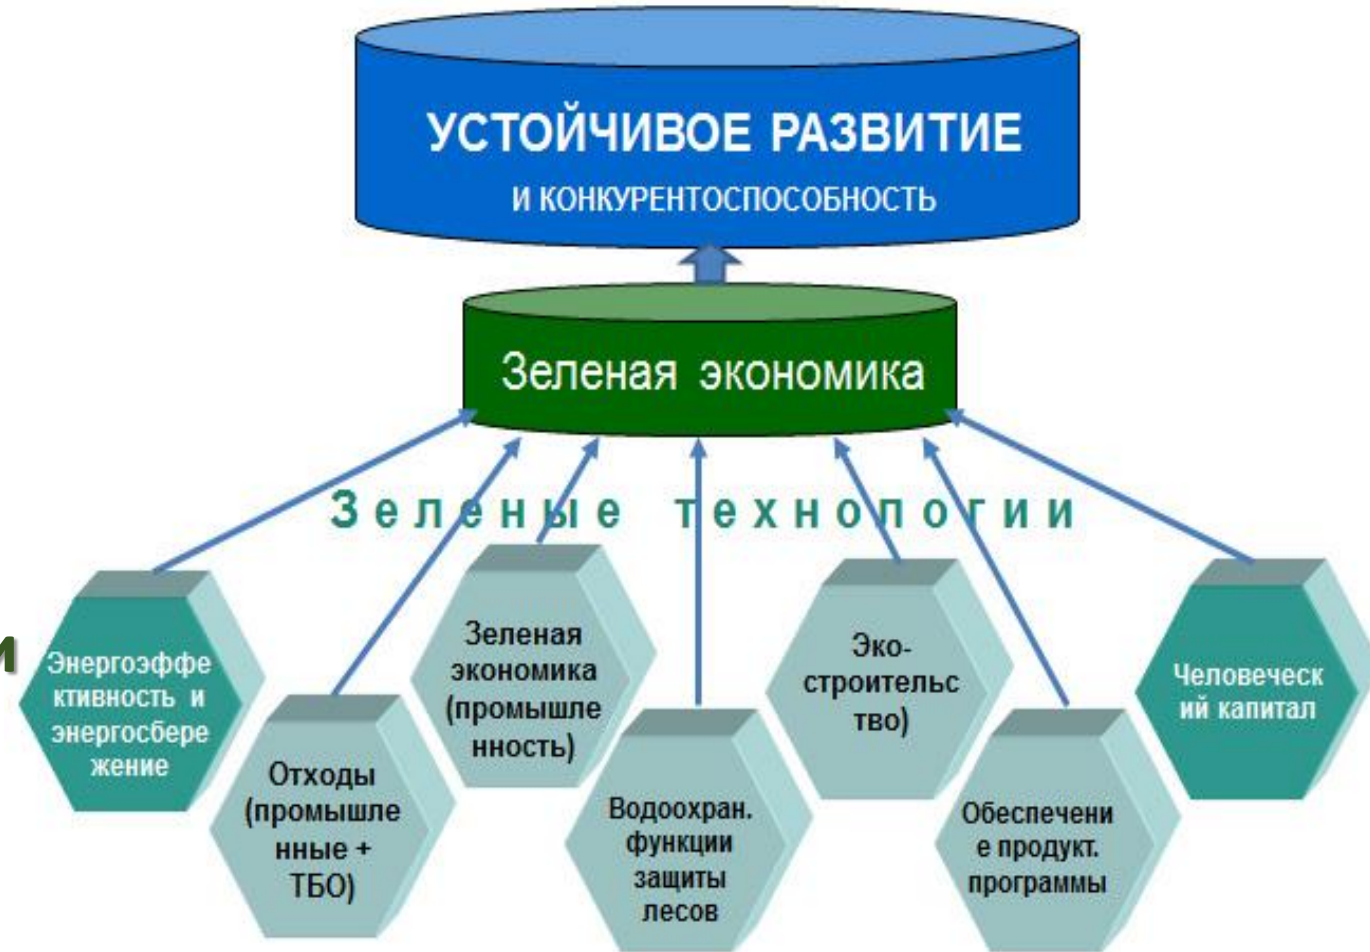 УСТОЙЧИВОЕ РАЗВИТИЕ
И КОНКУРЕНТОСПОСОБНОСТЬ
Зеленая экономика
Зеленые технологии
и
Энергоэффе
ктивность и
энергосбере
жение
Отходы
(промышле
нные +
ТБО)
Зеленая
экономика
(промышле
нность)
Водоохран.
функции
защиты
лесов
Эко-
строительс
тво)
Обеспечени
е продукт.
программы
Человеческ
ий капитал